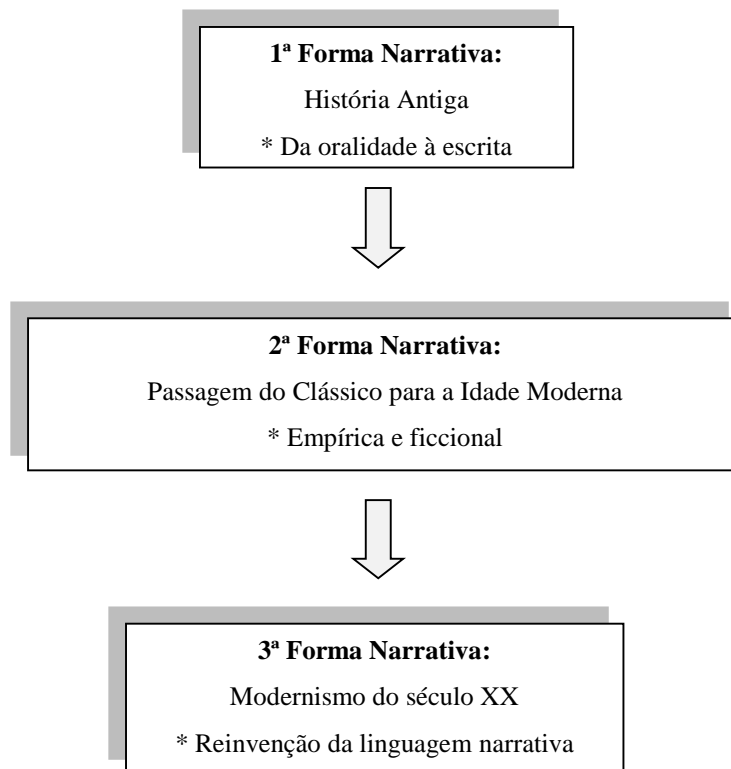 1ª Forma Narrativa:
História Antiga
* Da oralidade à escrita
2ª Forma Narrativa:
Passagem do Clássico para a Idade Moderna
* Empírica e ficcional
3ª Forma Narrativa:
Modernismo do século XX
* Reinvenção da linguagem narrativa